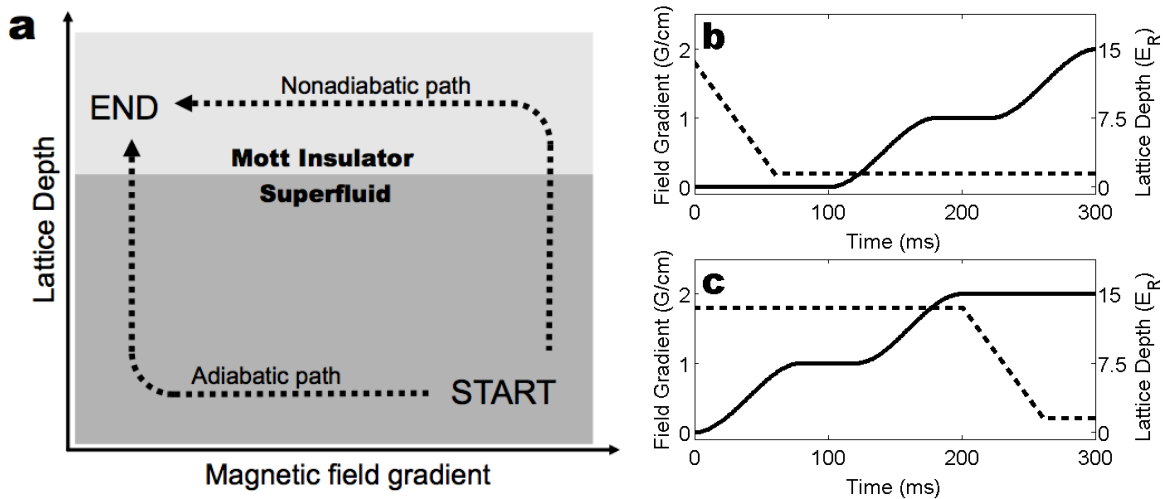 a
Lattice Depth
END
Nonadiabatic path
Mott Insulator
Superfluid
Adiabatic path
START
Magnetic field gradient
b
Field Gradient (G/cm)
2
1
0
15
7.5
0
Lattice Depth (E_R)
0
100
200
300
Time (ms)
c
Field Gradient (G/cm)
2
1
0
15
7.5
0
Lattice Depth (E_R)
0
100
200
300
Time (ms)